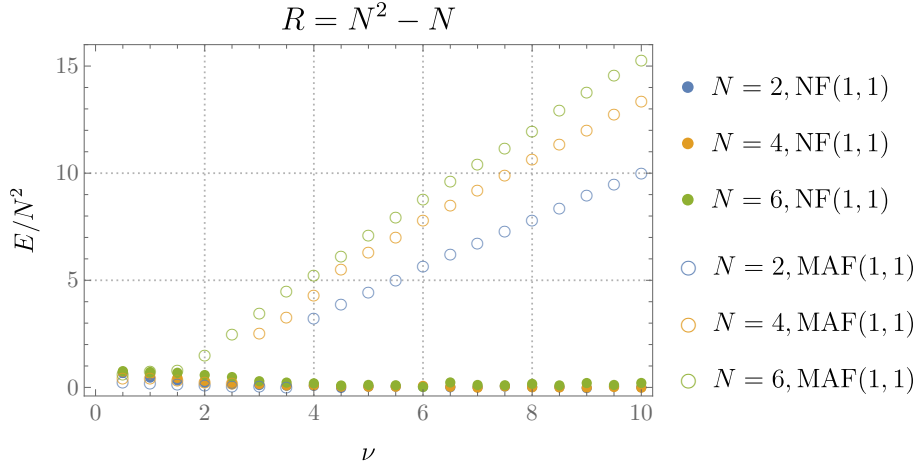 R = N² − N
E/N²
15
10
5
0
0 2 4 6 8 10
ν
N = 2, NF(1, 1)
N = 4, NF(1, 1)
N = 6, NF(1, 1)
N = 2, MAF(1, 1)
N = 4, MAF(1, 1)
N = 6, MAF(1, 1)